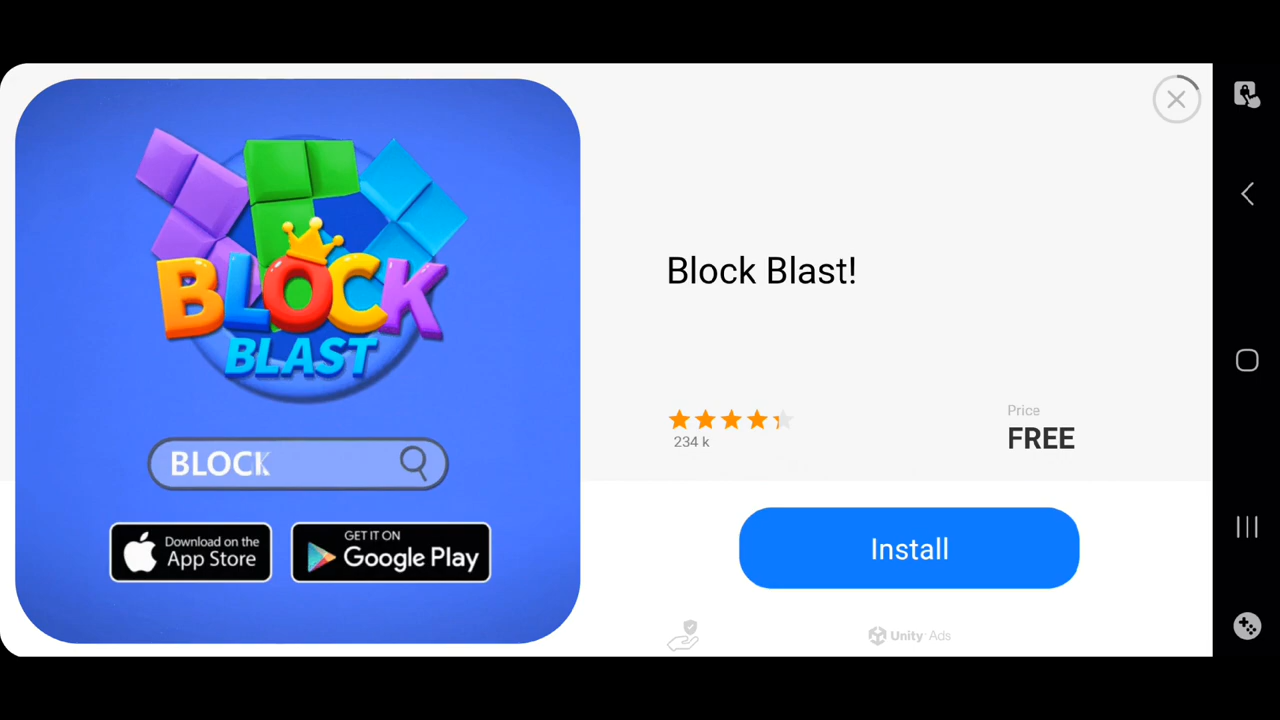 BLOCK
BLAST
BLOCK
Download on the
App Store
GET IT ON
Google Play
Block Blast!
234 k
Price
FREE
Install
Unity Ads